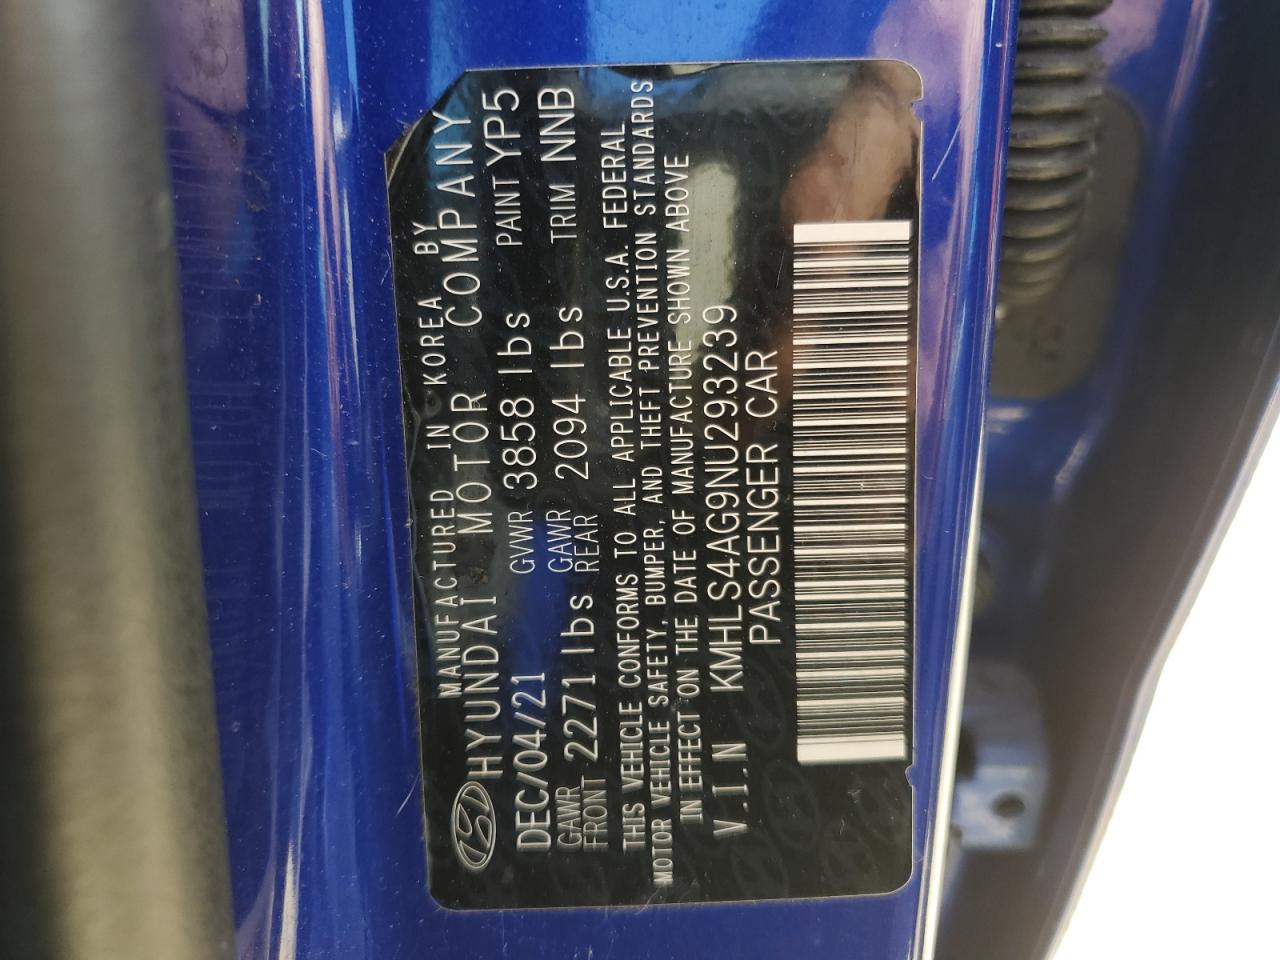 MANUFACTURED IN KOREA BY
HYUNDAI MOTOR COMPANY
DEC/04/21 GVWR 3858 lbs PAINT YP5
GAWR FRONT 2271 lbs GAWR REAR 2094 lbs TRIM NNB
THIS VEHICLE CONFORMS TO ALL APPLICABLE U.S.A. FEDERAL
MOTOR VEHICLE SAFETY, BUMPER, AND THEFT PREVENTION STANDARDS
IN EFFECT ON THE DATE OF MANUFACTURE SHOWN ABOVE
V.I.N KMHLS4AG9NU293239
PASSENGER CAR